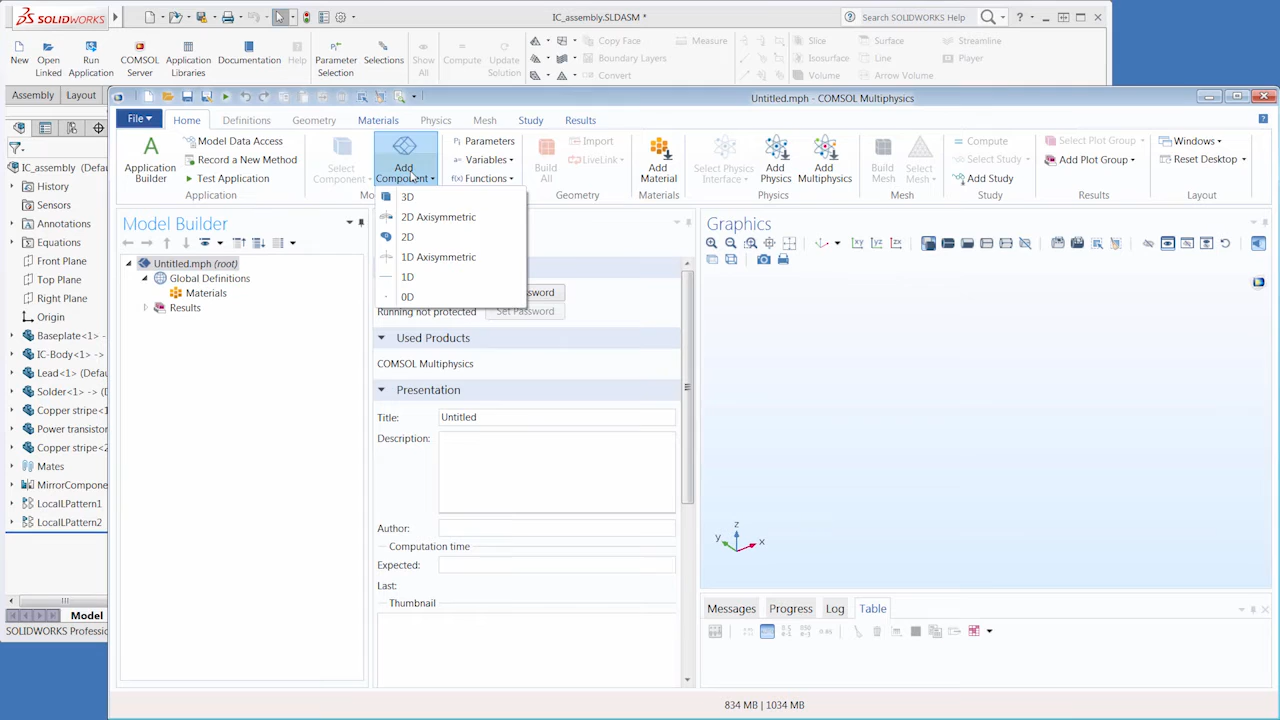 SOLIDWORKS
IC_assembly.SLDASM *
Search SOLIDWORKS Help
New
Open Linked
Run Application
COMSOL Server
Application Libraries
Documentation
Help
Parameter Selection
Selections
Show All
Compute
Update Solution
Copy Face
Measure
Boundary Layers
Convert
Slice
Surface
Streamline
Isosurface
Line
Player
Volume
Arrow Volume
Assembly
Layout
Untitled.mph - COMSOL Multiphysics
File
Home
Definitions
Geometry
Materials
Physics
Mesh
Study
Results
Application Builder
Model Data Access
Record a New Method
Test Application
Application
Select Component
Add Component
Parameters
Variables
Functions
Build All
Import
LiveLink
Geometry
Add Material
Materials
Select Physics Interface
Add Physics
Add Multiphysics
Physics
Build Mesh
Select Mesh
Mesh
Compute
Select Study
Add Study
Study
Select Plot Group
Add Plot Group
Results
Windows
Reset Desktop
Layout
3D
2D Axisymmetric
2D
1D Axisymmetric
1D
0D
IC_assembly (Defa
History
Sensors
Annotations
Equations
Front Plane
Top Plane
Right Plane
Origin
Baseplate<1> ->
IC-Body<1> ->
Lead<1> (Defau
Solder<1> -> (D
Copper stripe<1
Power transistor
Copper stripe<2
Mates
MirrorCompone
LocalLPattern1
LocalLPattern2
Model
SOLIDWORKS Professio
Model Builder
Untitled.mph (root)
Global Definitions
Materials
Results
sword
Running not protected
Set Password
Used Products
COMSOL Multiphysics
Presentation
Title:
Untitled
Description:
Author:
Computation time
Expected:
Last:
Thumbnail
Graphics
xy
yz
zx
z
y
x
Messages
Progress
Log
Table
834 MB | 1034 MB